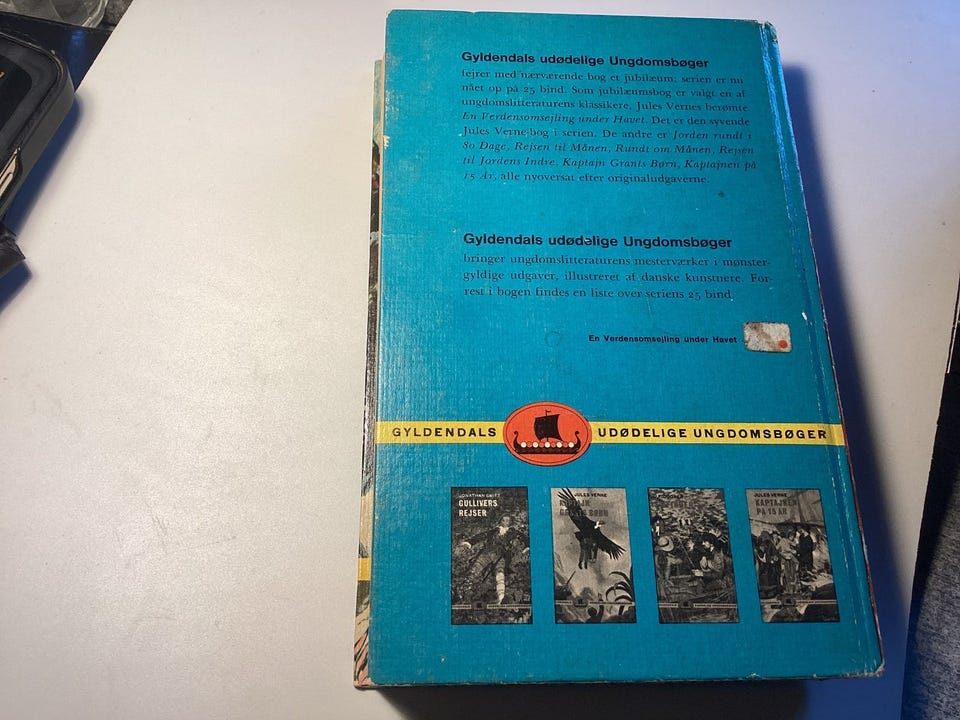 Gyldendals udødelige Ungdomsbøger
fejrer med nærværende bog et jubilæum; serien er nu
nået op på 25 bind. Som jubilæumsbog er valgt en af
ungdomslitteraturens klassikere, Jules Vernes berømte
En Verdensomsejling under Havet. Det er den syvende
Jules Verne-bog i serien. De andre er Jorden rundt i
80 Dage, Rejsen til Månen, Rundt om Månen, Rejsen
til Jordens Indre, Kaptajn Grants Børn, Kaptajnen på
15 År, alle nyoversat efter originaludgaverne.
Gyldendals udødelige Ungdomsbøger
bringer ungdomslitteraturens mesterværker i mønster-
gyldige udgaver, illustreret af danske kunstnere. For-
rest i bogen findes en liste over seriens 25 bind.
En Verdensomsejling under Havet
GYLDENDALS UDØDELIGE UNGDOMSBØGER
JONATHAN SWIFT
GULLIVERS
REJSER
JULES VERNE
KAPTAJN
GRANTS BØRN
JULES VERNE
KAPTAJNEN
PÅ 15 ÅR